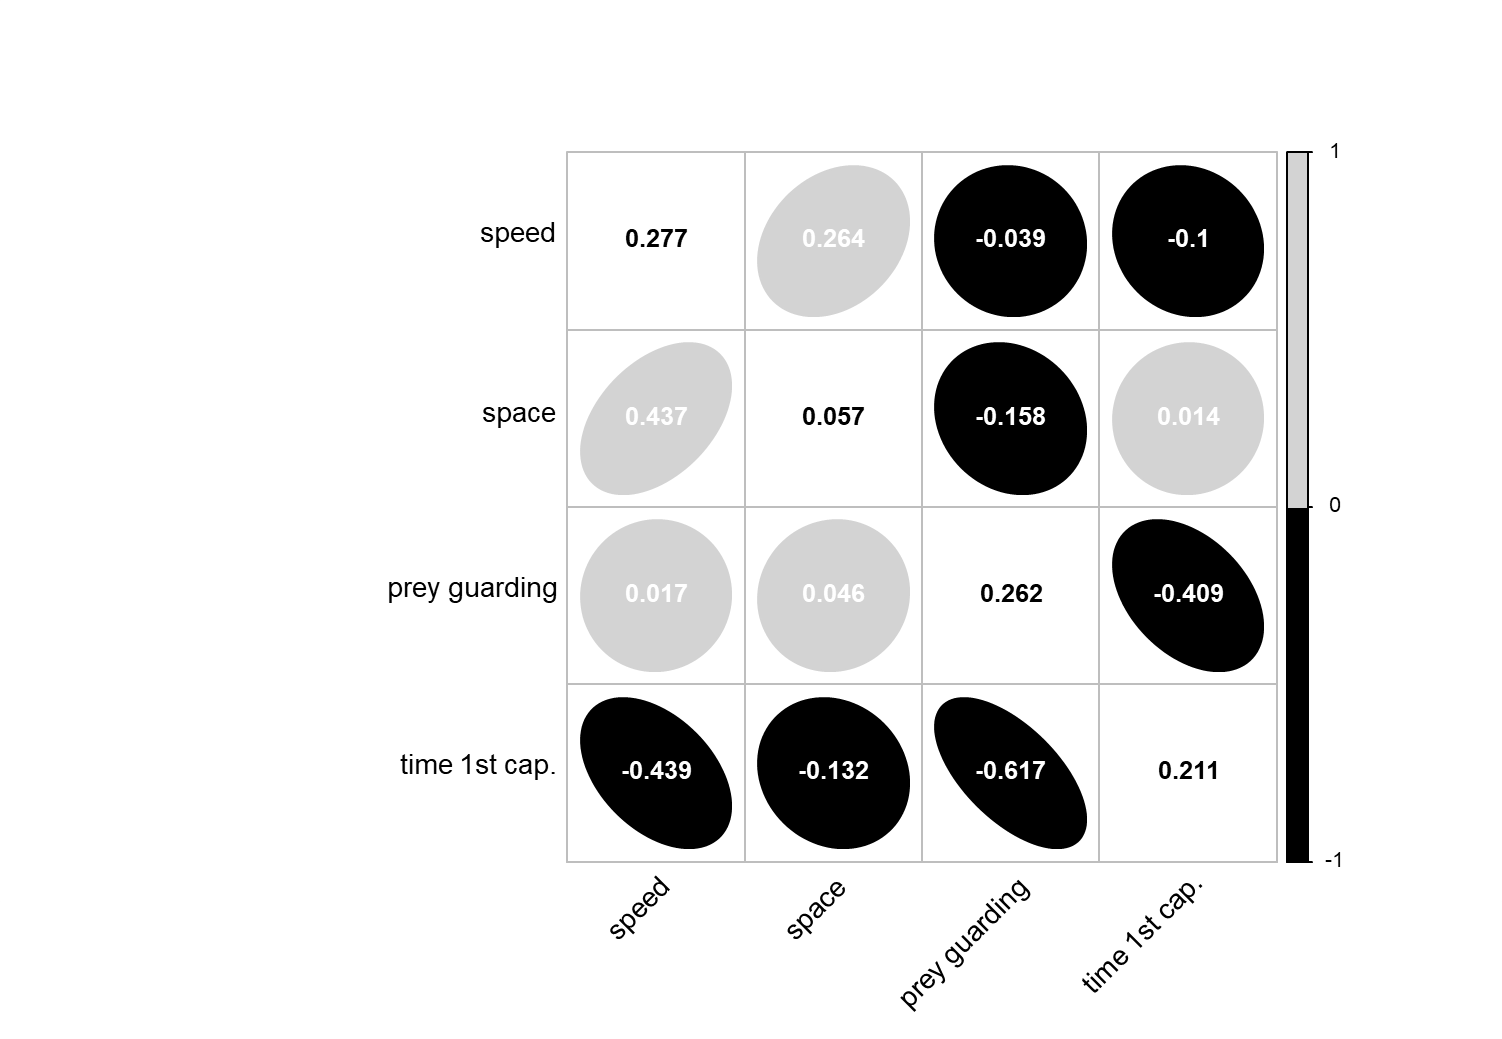 1
speed 0.277 0.264 -0.039 -0.1
space 0.437 0.057 -0.158 0.014
0
prey guarding 0.017 0.046 0.262 -0.409
time 1st cap. -0.439 -0.132 -0.617 0.211
-1
speed space prey guarding time 1st cap.